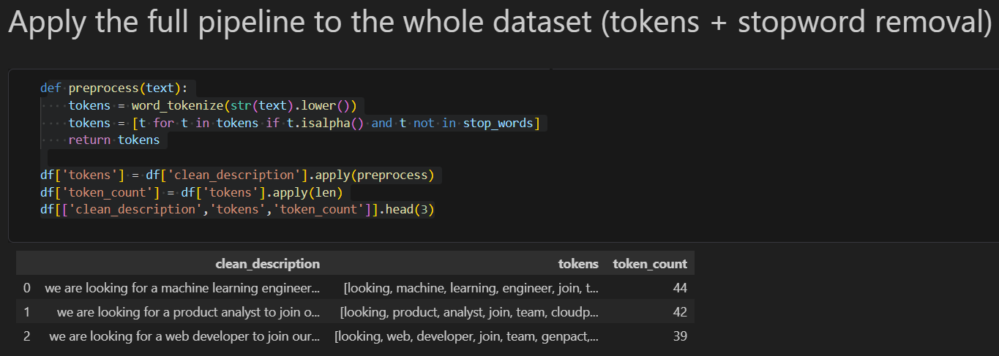 Apply the full pipeline to the whole dataset (tokens + stopword removal)
def preprocess(text):
    tokens = word_tokenize(str(text).lower())
    tokens = [t for t in tokens if t.isalpha() and t not in stop_words]
    return tokens
df['tokens'] = df['clean_description'].apply(preprocess)
df['token_count'] = df['tokens'].apply(len)
df[['clean_description','tokens','token_count']].head(3)
clean_description tokens token_count
0 we are looking for a machine learning engineer... [looking, machine, learning, engineer, join, t... 44
1 we are looking for a product analyst to join o... [looking, product, analyst, join, team, cloudp... 42
2 we are looking for a web developer to join our... [looking, web, developer, join, team, genpact,... 39